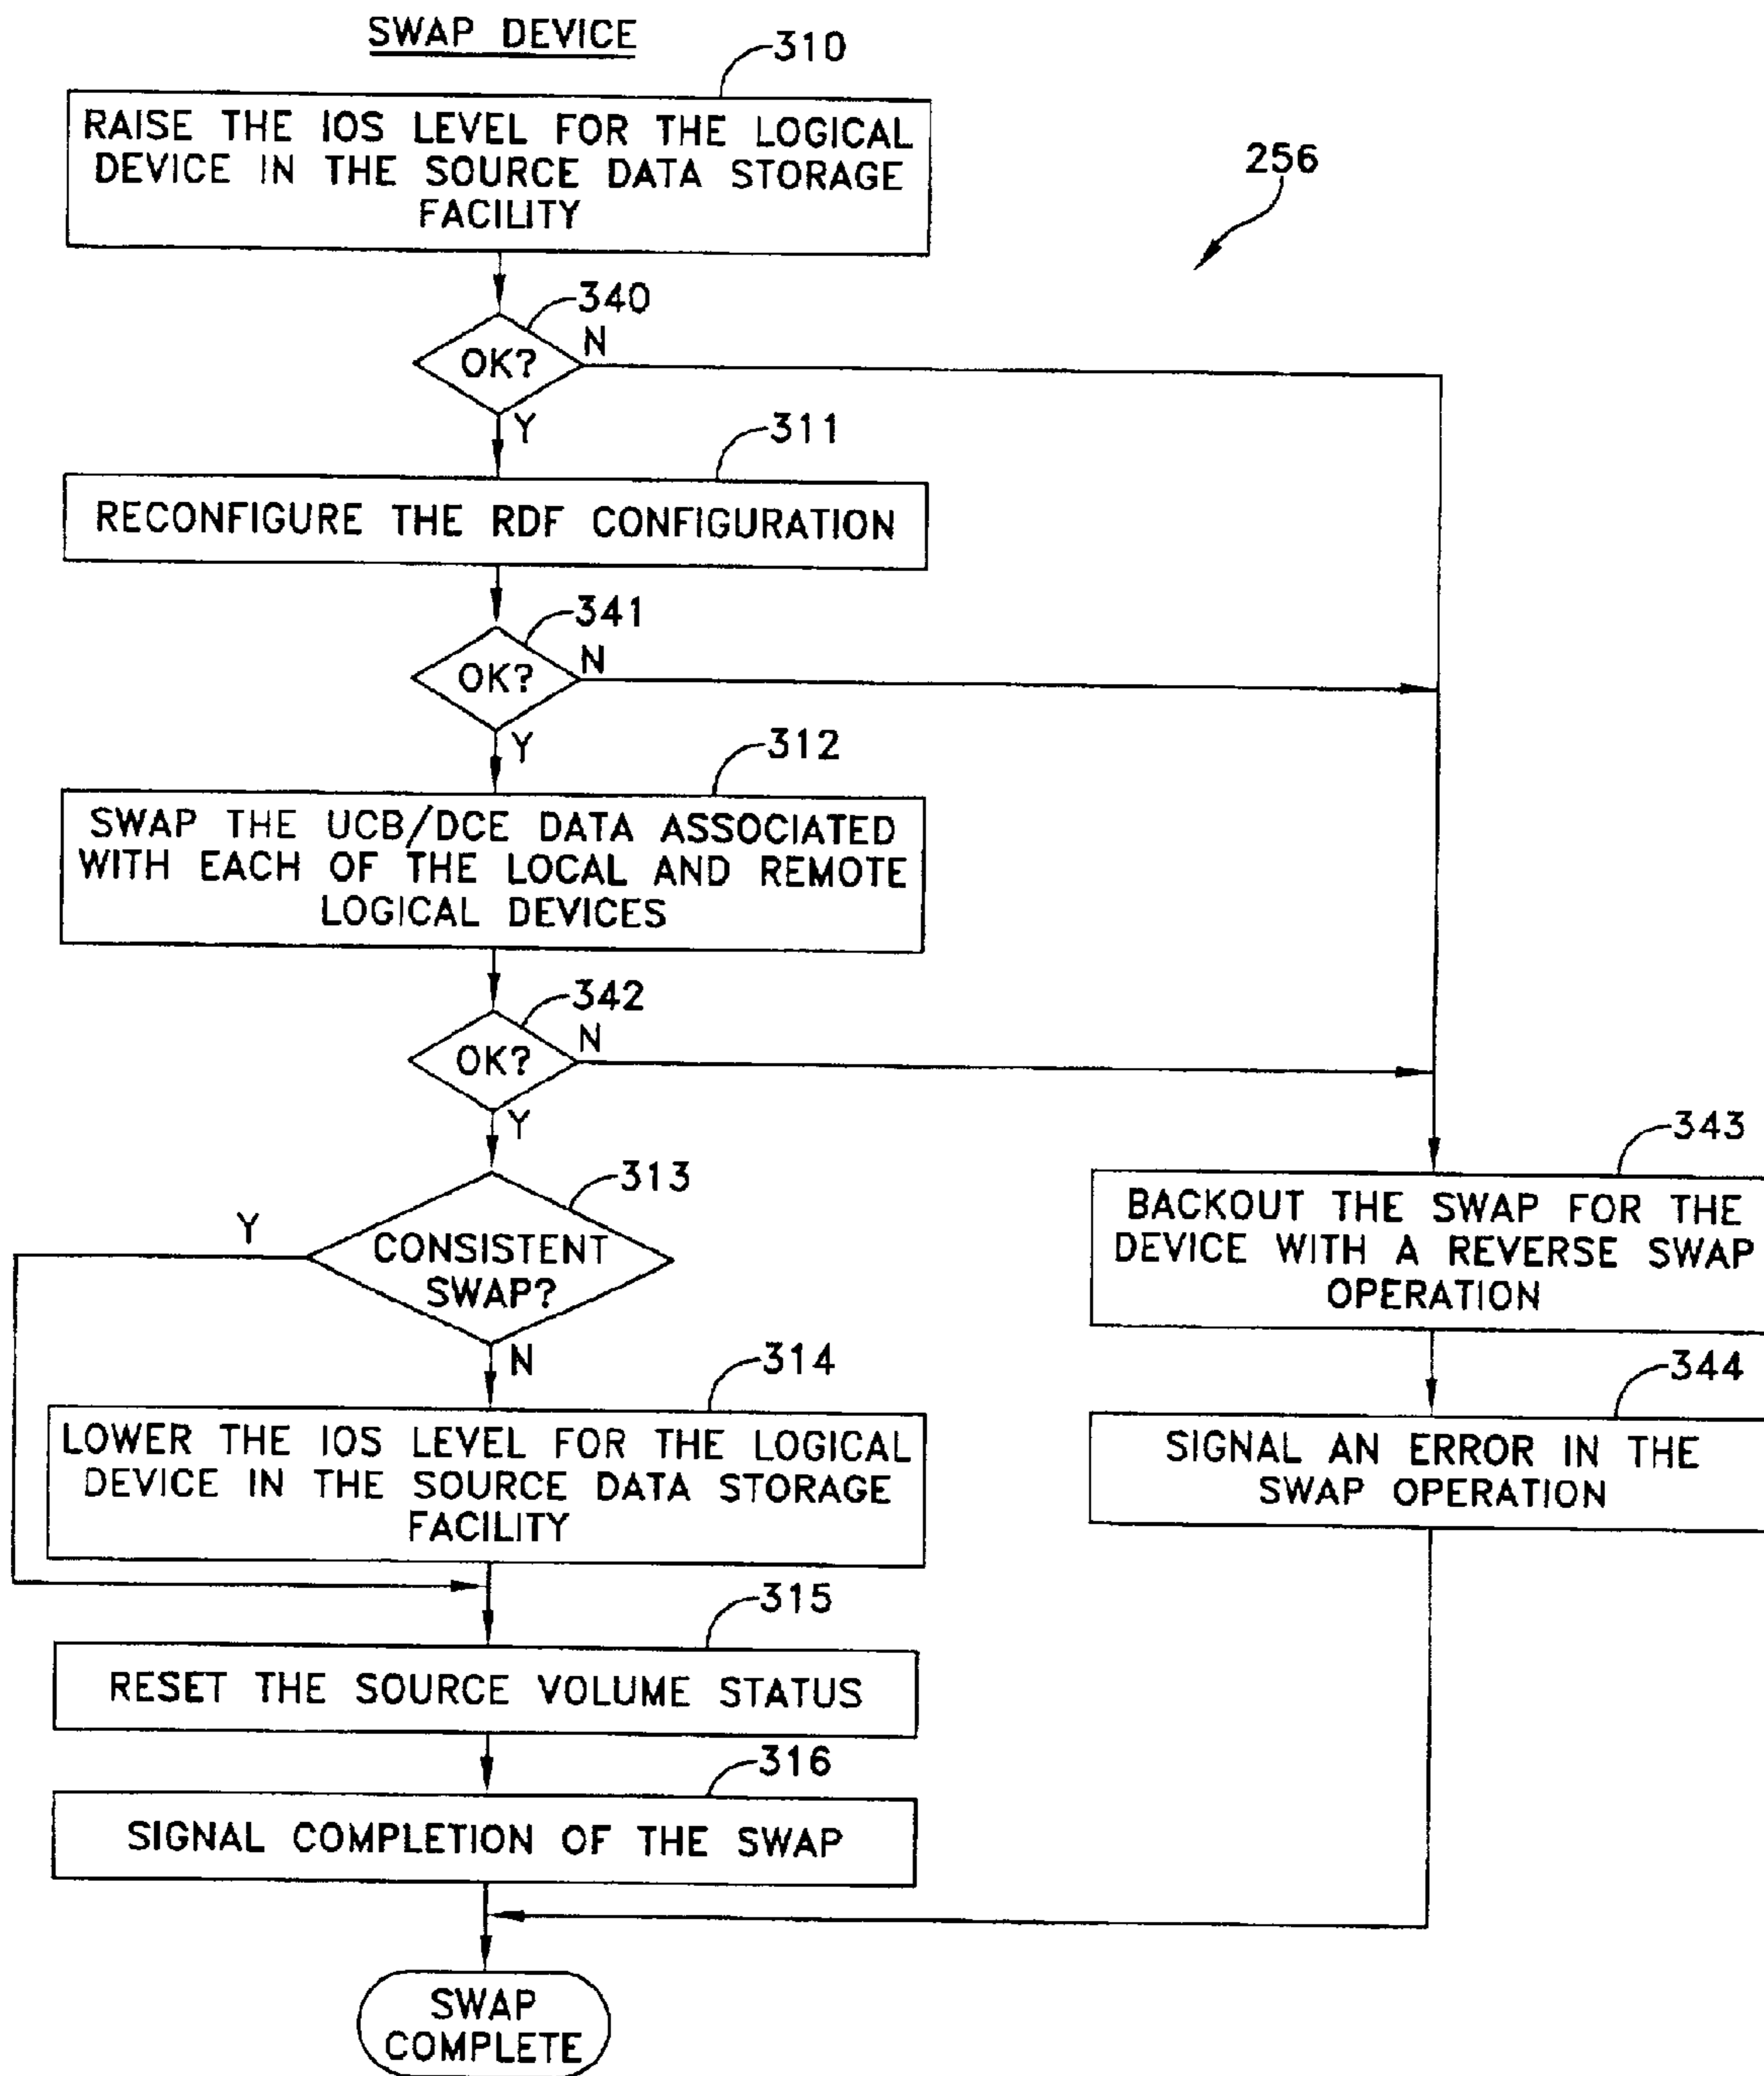 SWAP DEVICE
310
RAISE THE IOS LEVEL FOR THE LOGICAL
DEVICE IN THE SOURCE DATA STORAGE
FACILITY
256
340
OK?
N
Y
311
RECONFIGURE THE RDF CONFIGURATION
341
OK?
N
Y
312
SWAP THE UCB/DCE DATA ASSOCIATED
WITH EACH OF THE LOCAL AND REMOTE
LOGICAL DEVICES
342
OK?
N
Y
313
Y
CONSISTENT
SWAP?
N
343
BACKOUT THE SWAP FOR THE
DEVICE WITH A REVERSE SWAP
OPERATION
314
LOWER THE IOS LEVEL FOR THE LOGICAL
DEVICE IN THE SOURCE DATA STORAGE
FACILITY
344
SIGNAL AN ERROR IN THE
SWAP OPERATION
315
RESET THE SOURCE VOLUME STATUS
316
SIGNAL COMPLETION OF THE SWAP
SWAP
COMPLETE